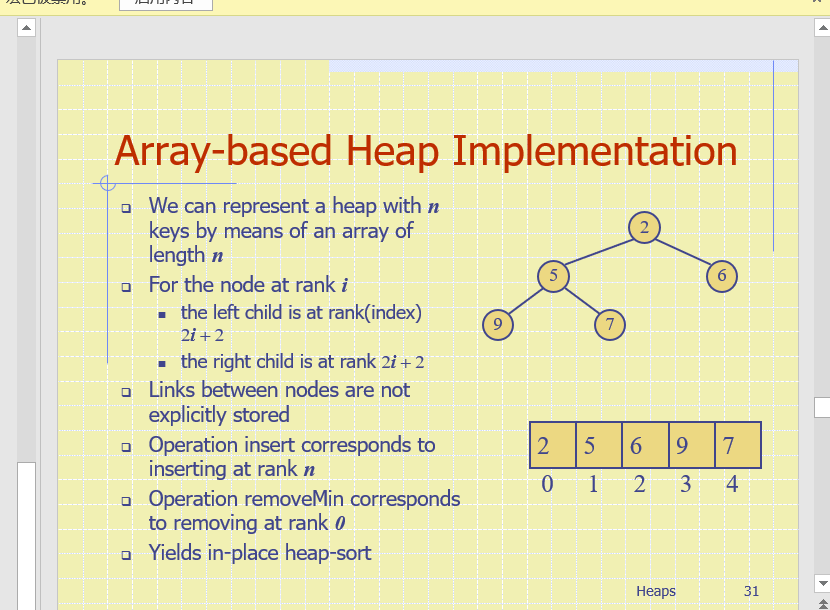 Array-based Heap Implementation
We can represent a heap with n
keys by means of an array of
length n
For the node at rank i
the left child is at rank(index)
2i + 2
the right child is at rank 2i + 2
Links between nodes are not
explicitly stored
Operation insert corresponds to
inserting at rank n
Operation removeMin corresponds
to removing at rank 0
Yields in-place heap-sort
2
5 6
9 7
2 5 6 9 7
0 1 2 3 4
Heaps 31